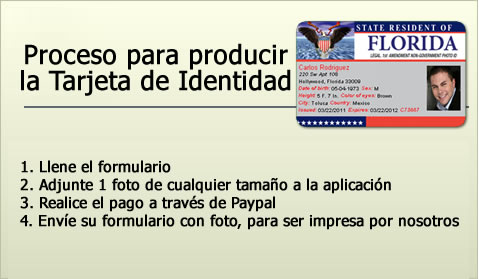 Proceso para producir
la Tarjeta de Identidad
STATE RESIDENT OF
FLORIDA
LEGAL 1st AMENDMENT NON-GOVERNMENT PHOTO ID
Carlos Rodriguez
220 Sw Apt 106
Hollywood, Florida 33009
Date of birth: 05-04-1973 Sex: M
Height: 5 F. 7 In. Color of eyes: Brown
City: Toluca Country: Mexico
Issued: 03/22/2011 Expires: 03/22/2012 CTS667
1. Llene el formulario
2. Adjunte 1 foto de cualquier tamaño a la aplicación
3. Realice el pago a través de Paypal
4. Envíe su formulario con foto, para ser impresa por nosotros